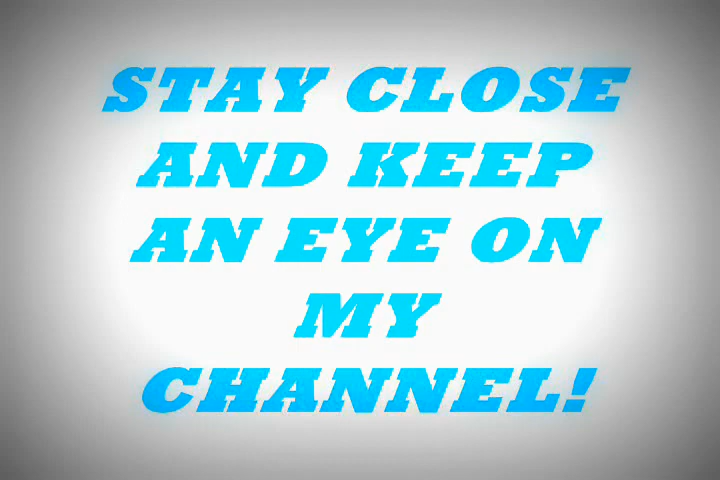 STAY CLOSE
AND KEEP
AN EYE ON
MY
CHANNEL!